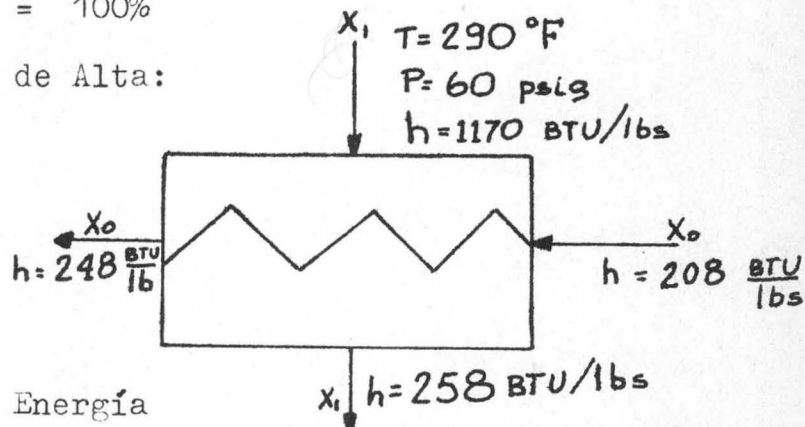 = 100%
de Alta:
X₁ T= 290 °F
P= 60 psig
h = 1170 BTU/lbs
X₀
h= 248 BTU/lb
X₀
h = 208 BTU/lbs
X₁ h= 258 BTU/lbs
Energía